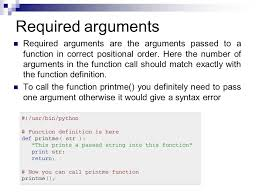 Required arguments
Required arguments are the arguments passed to a
function in correct positional order. Here the number of
arguments in the function call should match exactly with
the function definition.
To call the function printme() you definitely need to pass
one argument otherwise it would give a syntax error
#!/usr/bin/python
# Function definition is here
def printme( str ):
"This prints a passed string into this function"
print str;
return;
# Now you can call printme function
printme();